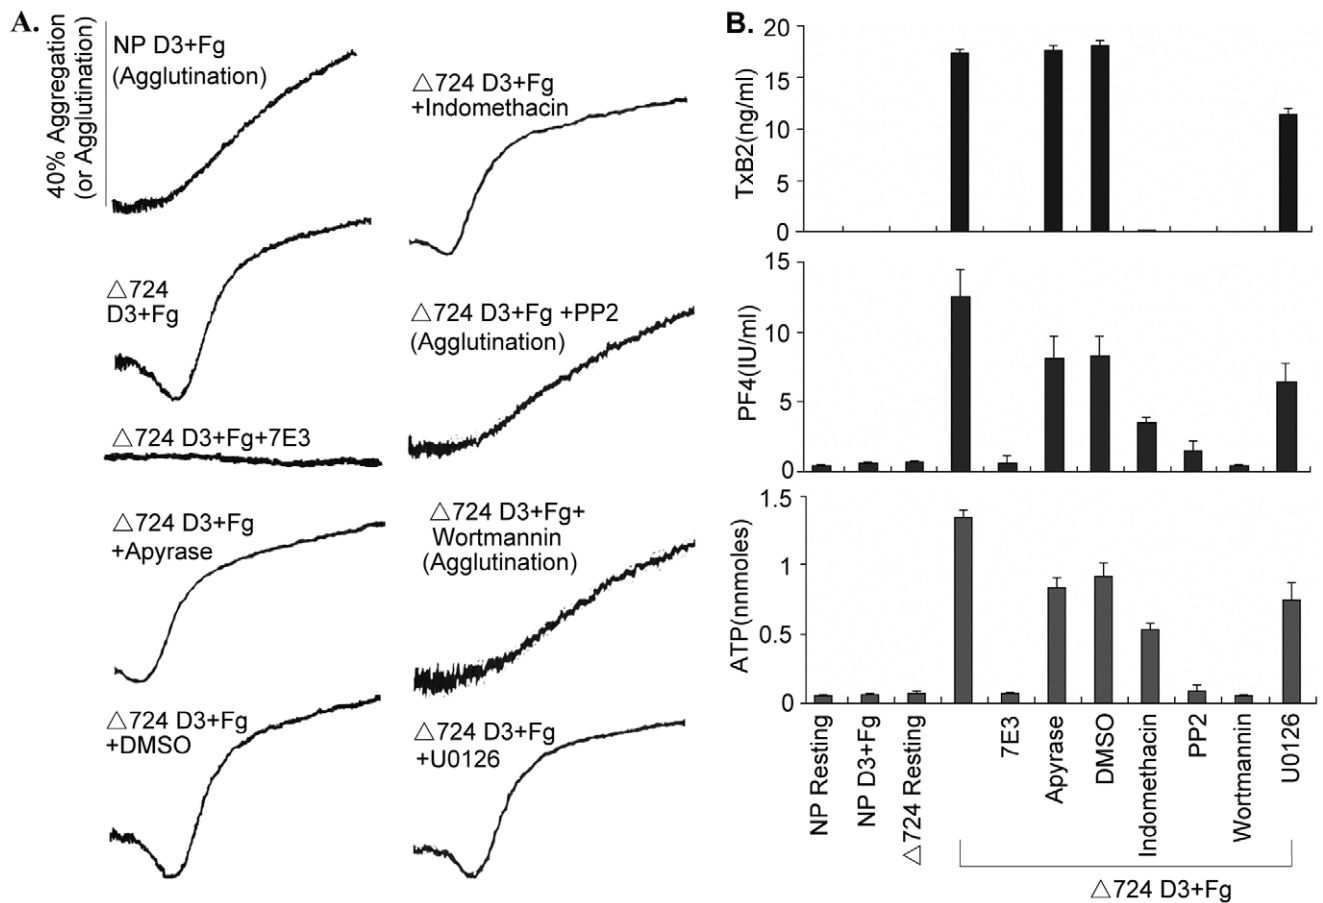 A.
40% Aggregation
(or Agglutination)
NP D3+Fg
(Agglutination)
△724 D3+Fg
+Indomethacin
△724
D3+Fg
△724 D3+Fg +PP2
(Agglutination)
△724 D3+Fg+7E3
△724 D3+Fg
+Apyrase
△724 D3+Fg+
Wortmannin
(Agglutination)
△724 D3+Fg
+DMSO
△724 D3+Fg
+U0126
B.
TxB2(ng/ml)
20
15
10
5
0
PF4(IU/ml)
15
10
5
0
ATP(nnmoles)
1.5
1
0.5
0
NP Resting
NP D3+Fg
△724 Resting
7E3
Apyrase
DMSO
Indomethacin
PP2
Wortmannin
U0126
△724 D3+Fg